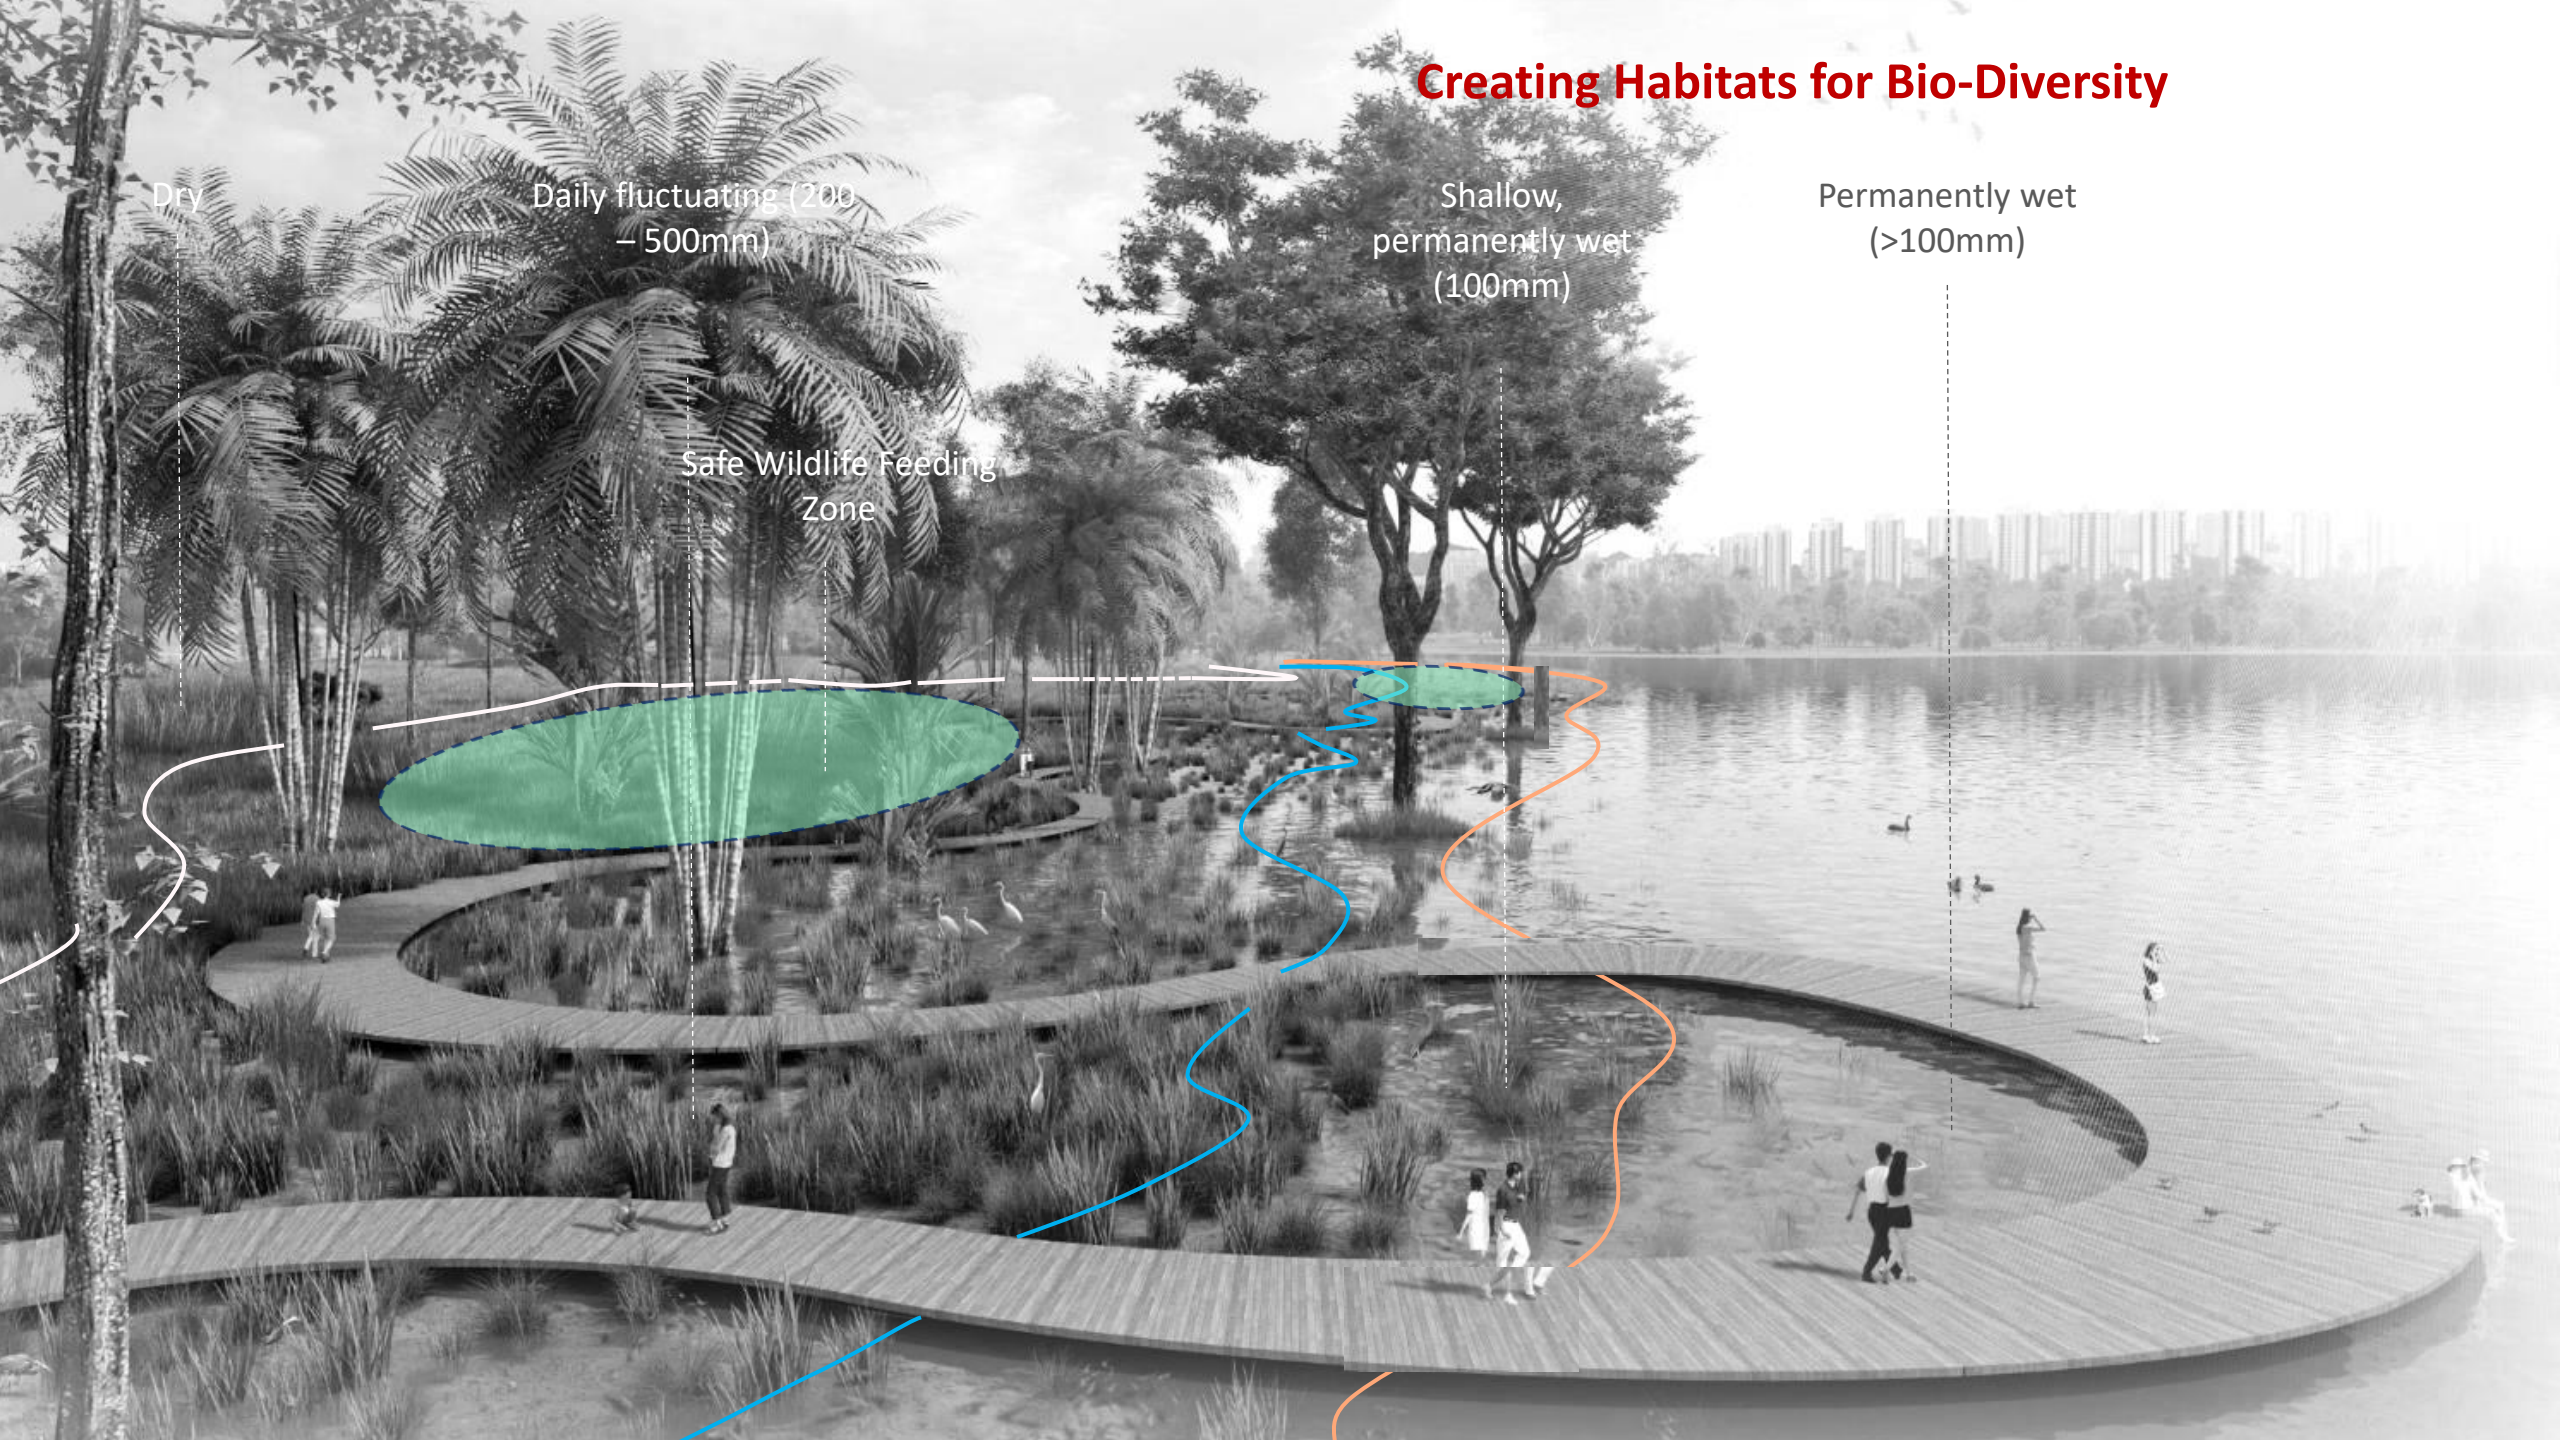 Creating Habitats for Bio-Diversity
Dry
Daily fluctuating (200
– 500mm)
Shallow,
permanently wet
(100mm)
Permanently wet
(>100mm)
Safe Wildlife Feeding
Zone